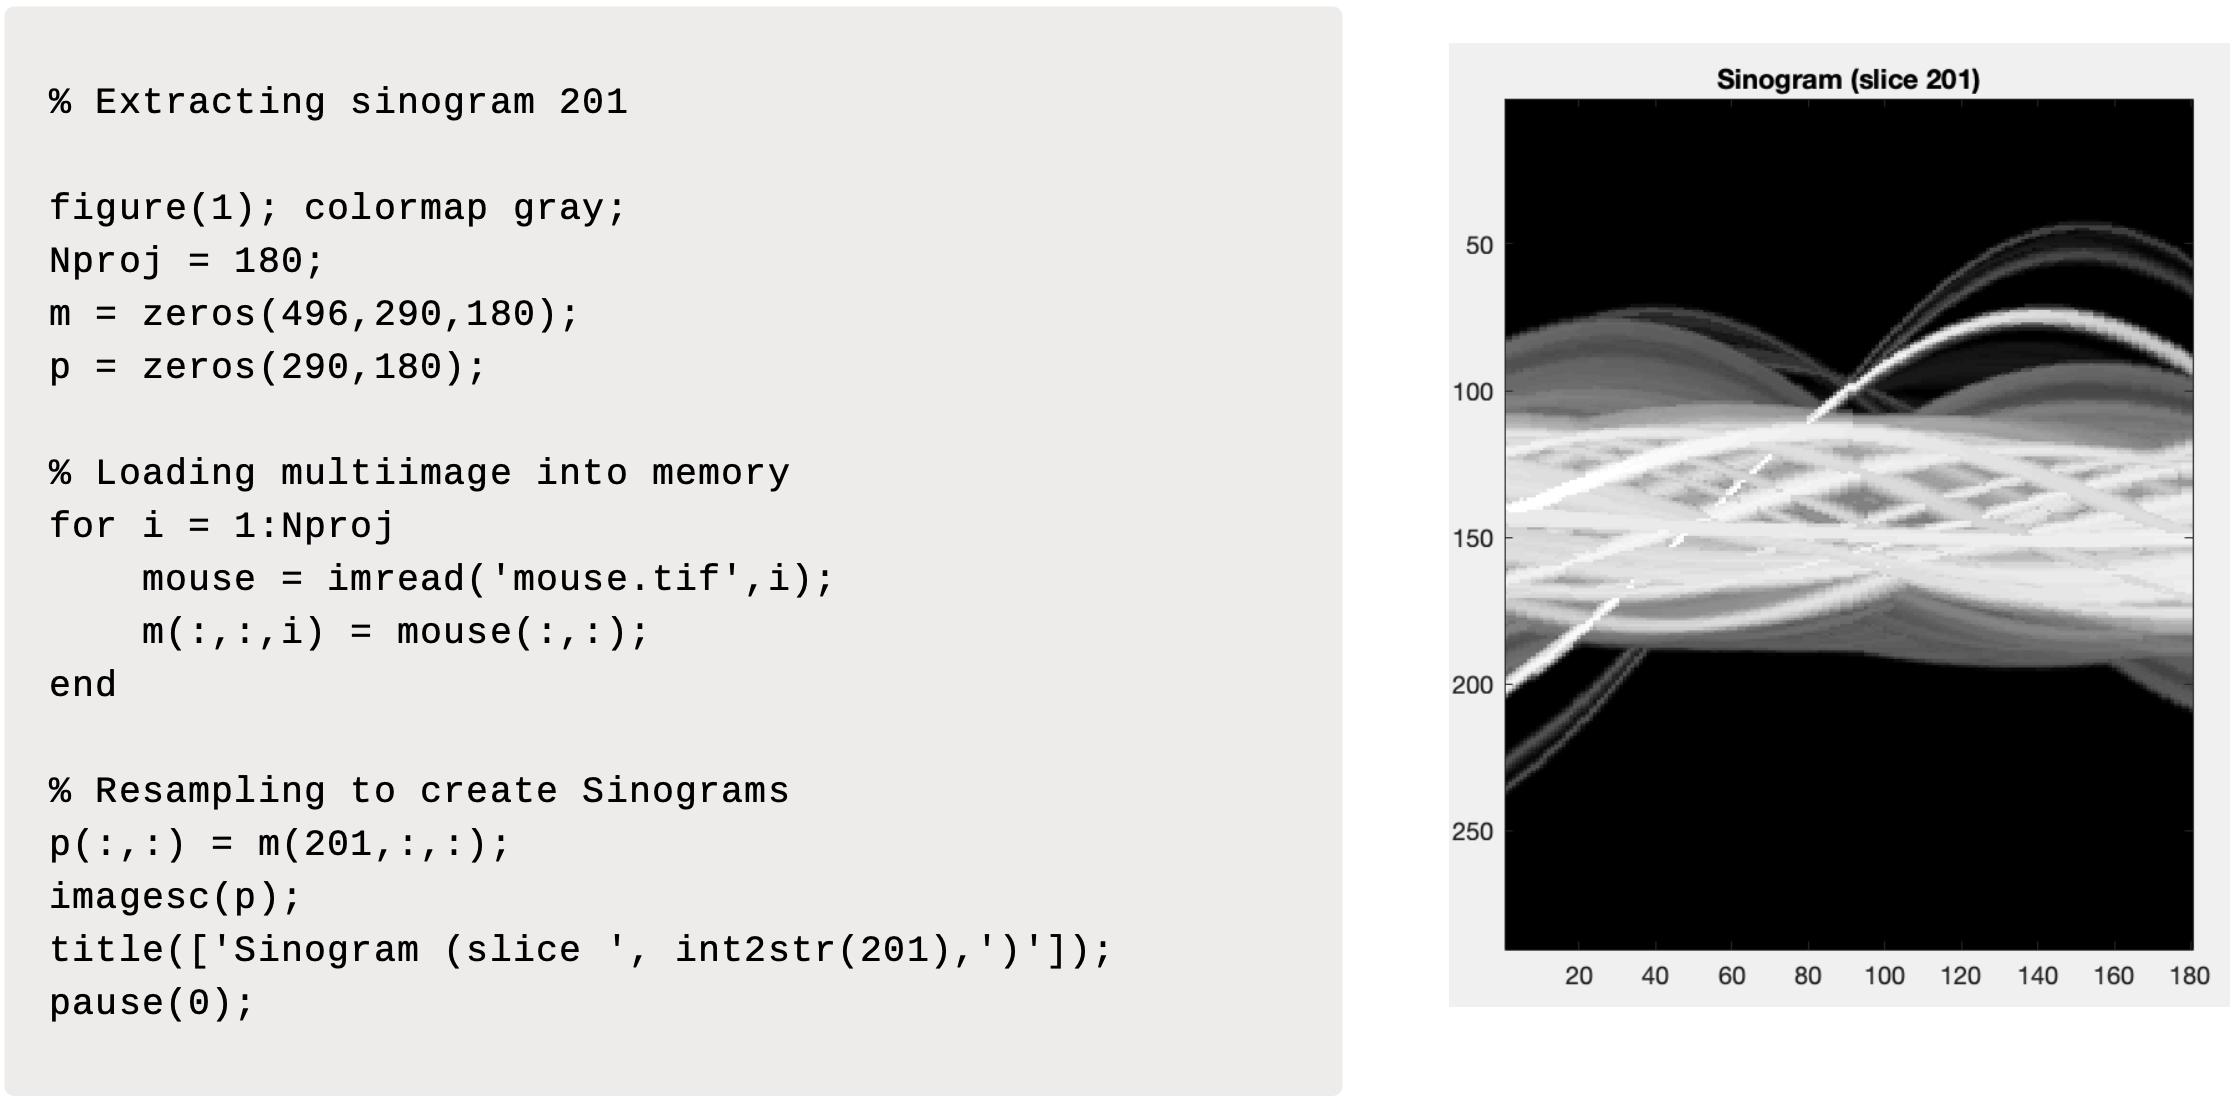 % Extracting sinogram 201
figure(1); colormap gray;
Nproj = 180;
m = zeros(496,290,180);
p = zeros(290,180);
% Loading multiimage into memory
for i = 1:Nproj
    mouse = imread('mouse.tif',i);
    m(:,:,i) = mouse(:,:);
end
% Resampling to create Sinograms
p(:,:) = m(201,:,:);
imagesc(p);
title(['Sinogram (slice ', int2str(201),')']);
pause(0);
Sinogram (slice 201)
50
100
150
200
250
20 40 60 80 100 120 140 160 180